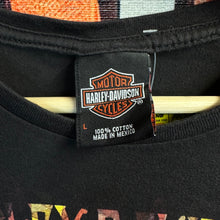 MOTOR
HARLEY-DAVIDSON
CYCLES
L
100% COTTON
MADE IN MEXICO